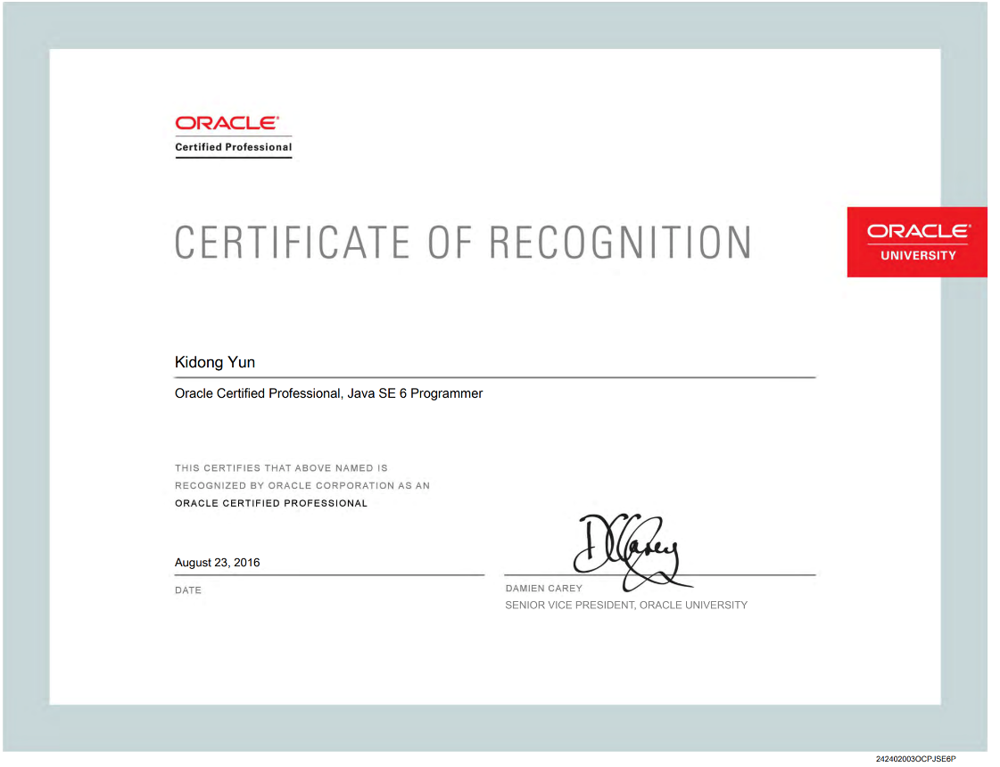 ORACLE®
Certified Professional
CERTIFICATE OF RECOGNITION
ORACLE®
UNIVERSITY
Kidong Yun
Oracle Certified Professional, Java SE 6 Programmer
THIS CERTIFIES THAT ABOVE NAMED IS
RECOGNIZED BY ORACLE CORPORATION AS AN
ORACLE CERTIFIED PROFESSIONAL
DCarey
August 23, 2016
DATE
DAMIEN CAREY
SENIOR VICE PRESIDENT, ORACLE UNIVERSITY
242402003OCPJSE6P